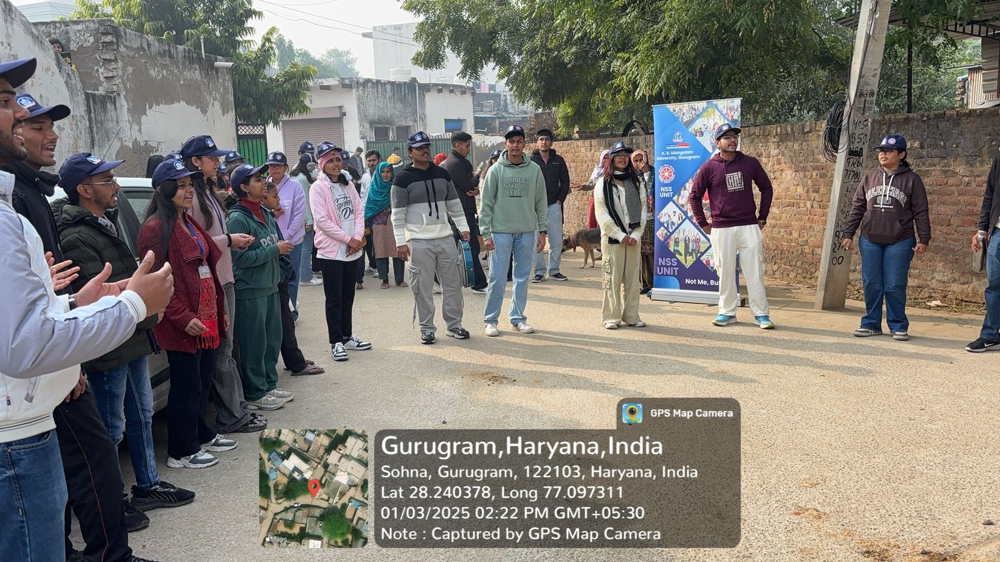 K. R. Mangalam
University, Gurugram
NSS
UNIT
NSS
UNIT
Not Me, Bu
ONE
STEP UP
LEVEL
GPS Map Camera
Gurugram,Haryana,India
Sohna, Gurugram, 122103, Haryana, India
Lat 28.240378, Long 77.097311
01/03/2025 02:22 PM GMT+05:30
Note : Captured by GPS Map Camera
Maps